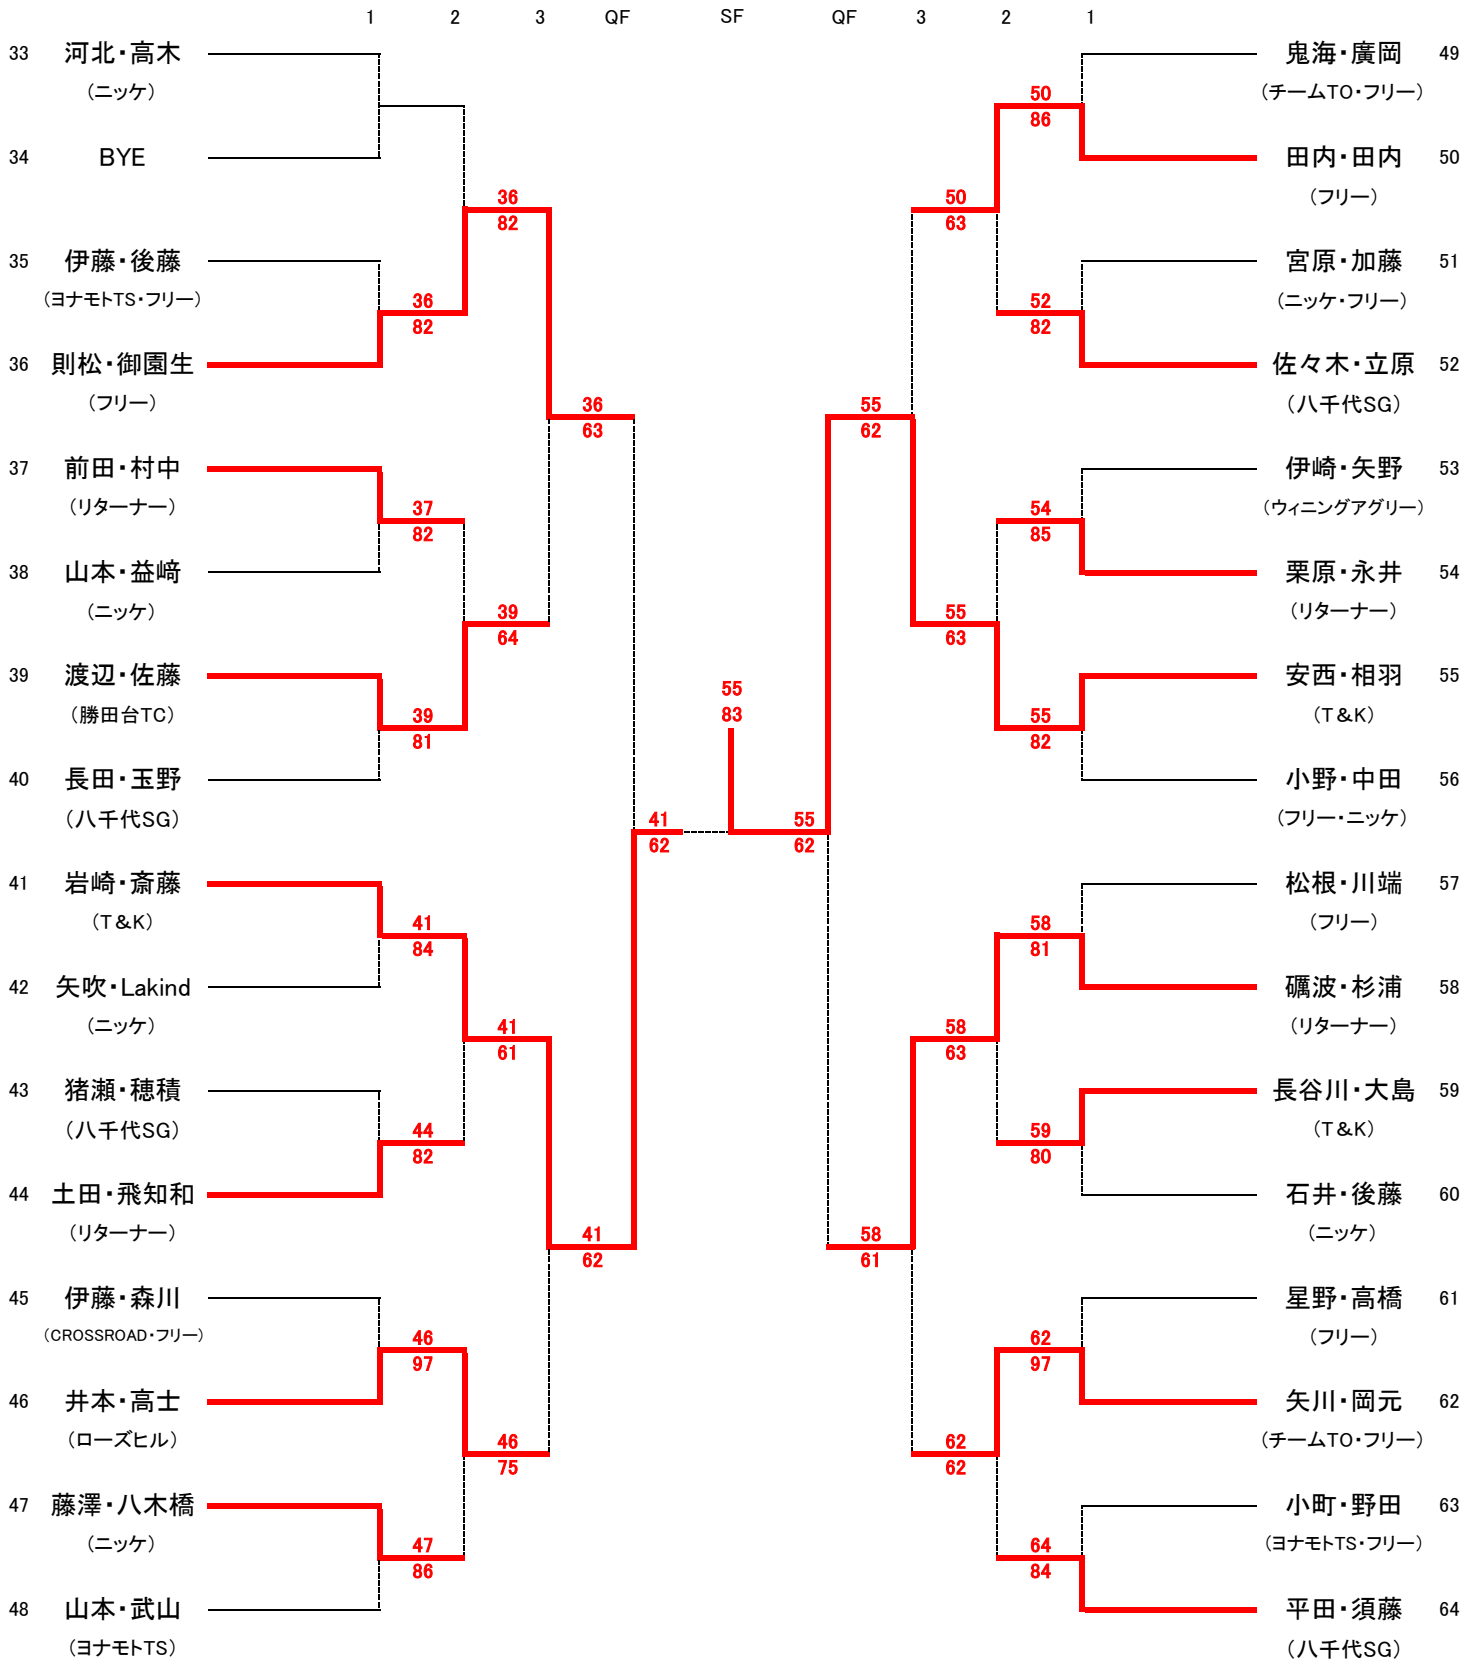 1 2 3 QF SF QF 3 2 1
33 河北・高木
(ニッケ)
34 BYE
36
82
35 伊藤・後藤
(ヨナモトTS・フリー)
36
82
36 則松・御園生
(フリー)
36
63
37 前田・村中
(リターナー)
37
82
38 山本・益﨑
(ニッケ)
39
64
39 渡辺・佐藤
(勝田台TC)
39
81
40 長田・玉野
(八千代SG)
41
62
41 岩崎・斎藤
(T&K)
41
84
42 矢吹・Lakind
(ニッケ)
41
61
43 猪瀬・穂積
(八千代SG)
44
82
44 土田・飛知和
(リターナー)
41
62
45 伊藤・森川
(CROSSROAD・フリー)
46
97
46 井本・高士
(ローズヒル)
46
75
47 藤澤・八木橋
(ニッケ)
47
86
48 山本・武山
(ヨナモトTS)
55
83
55
62
鬼海・廣岡 49
(チームTO・フリー)
50
86
田内・田内 50
(フリー)
50
63
宮原・加藤 51
(ニッケ・フリー)
52
82
佐々木・立原 52
(八千代SG)
55
62
伊崎・矢野 53
(ウィニングアグリー)
54
85
栗原・永井 54
(リターナー)
55
63
安西・相羽 55
(T&K)
55
82
小野・中田 56
(フリー・ニッケ)
松根・川端 57
(フリー)
58
81
礪波・杉浦 58
(リターナー)
58
63
長谷川・大島 59
(T&K)
59
80
石井・後藤 60
(ニッケ)
58
61
星野・高橋 61
(フリー)
62
97
矢川・岡元 62
(チームTO・フリー)
62
62
小町・野田 63
(ヨナモトTS・フリー)
64
84
平田・須藤 64
(八千代SG)